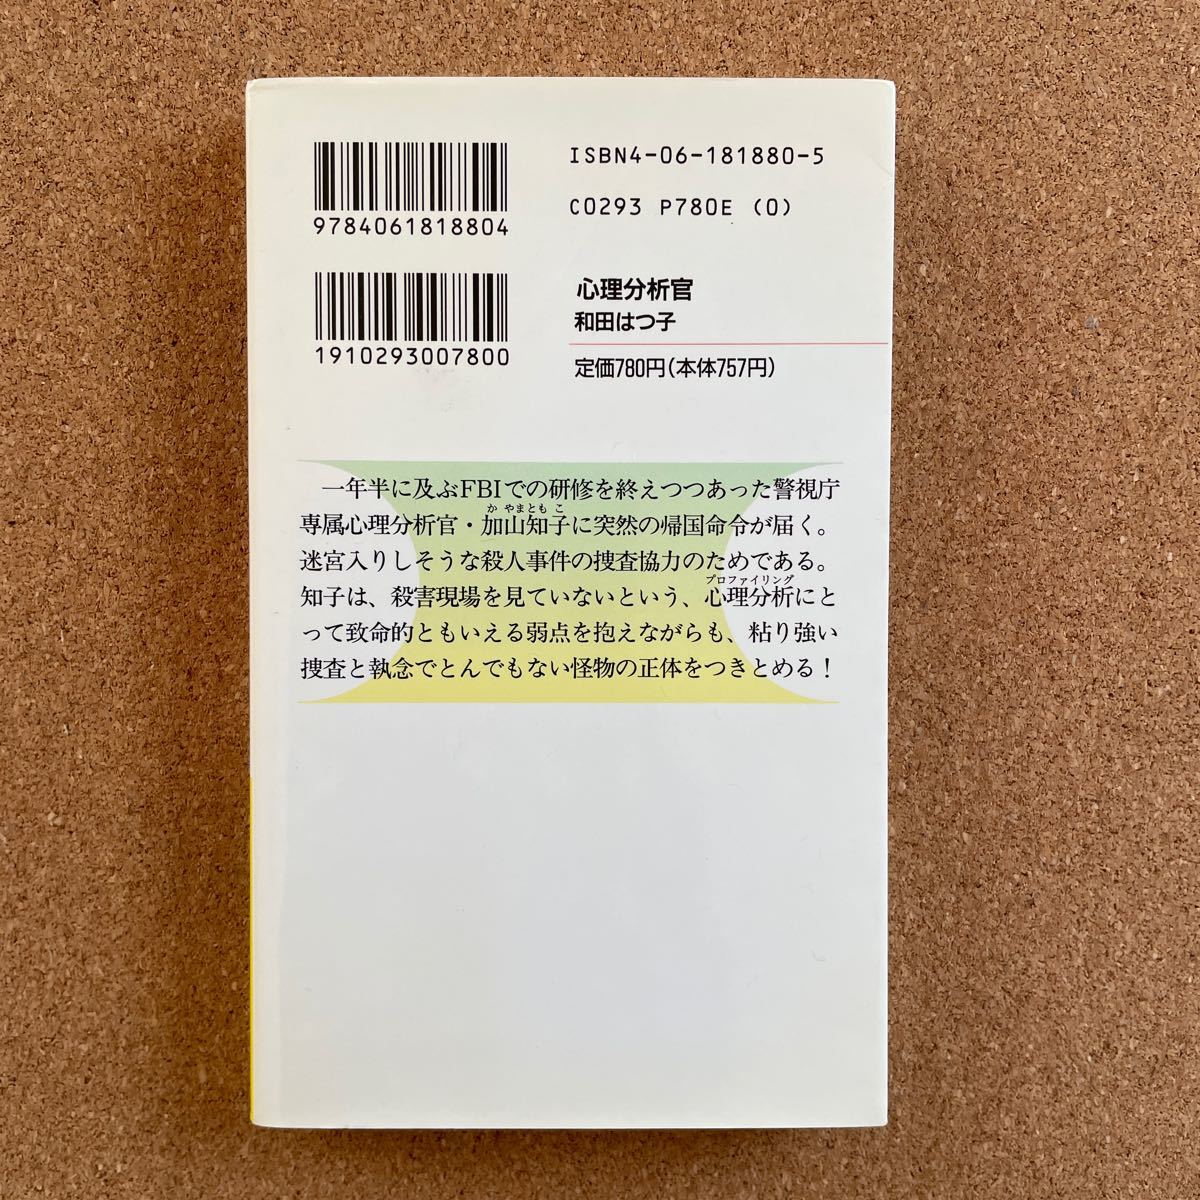 ISBN4-06-181880-5
9784061818804
C0293 P780E (0)
心理分析官
和田はつ子
1910293007800
定価780円(本体757円)
一年半に及ぶFBIでの研修を終えつつあった警視庁
か やまとも こ
専属心理分析官・加山知子に突然の帰国命令が届く。
迷宮入りしそうな殺人事件の捜査協力のためである。
プロファイリング
知子は、殺害現場を見ていないという、心理分析にと
って致命的ともいえる弱点を抱えながらも、粘り強い
捜査と執念でとんでもない怪物の正体をつきとめる！